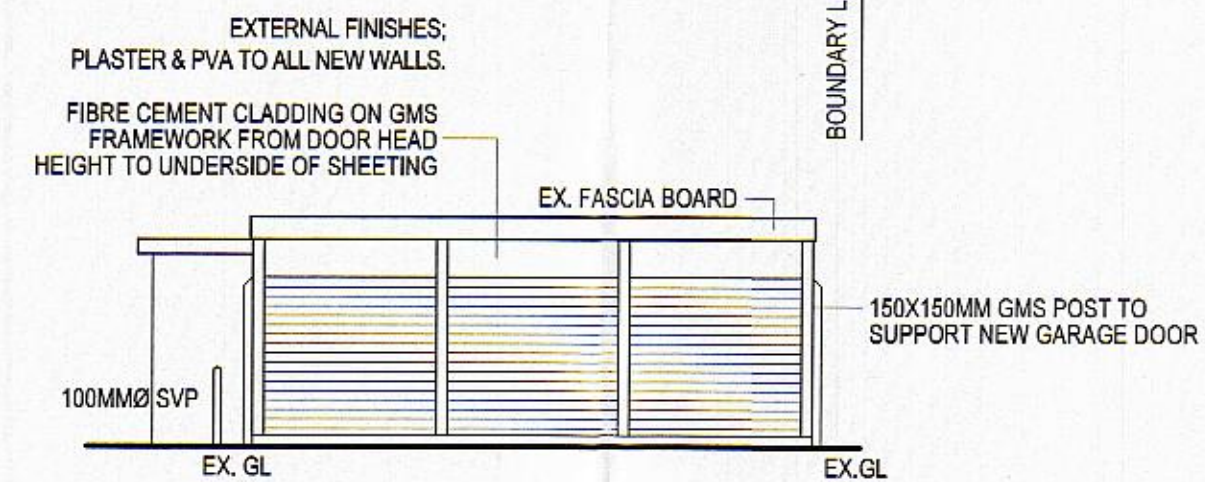 EXTERNAL FINISHES;
PLASTER & PVA TO ALL NEW WALLS.
FIBRE CEMENT CLADDING ON GMS
FRAMEWORK FROM DOOR HEAD
HEIGHT TO UNDERSIDE OF SHEETING
BOUNDARY L
EX. FASCIA BOARD
150X150MM GMS POST TO
SUPPORT NEW GARAGE DOOR
100MMØ SVP
EX. GL
EX.GL